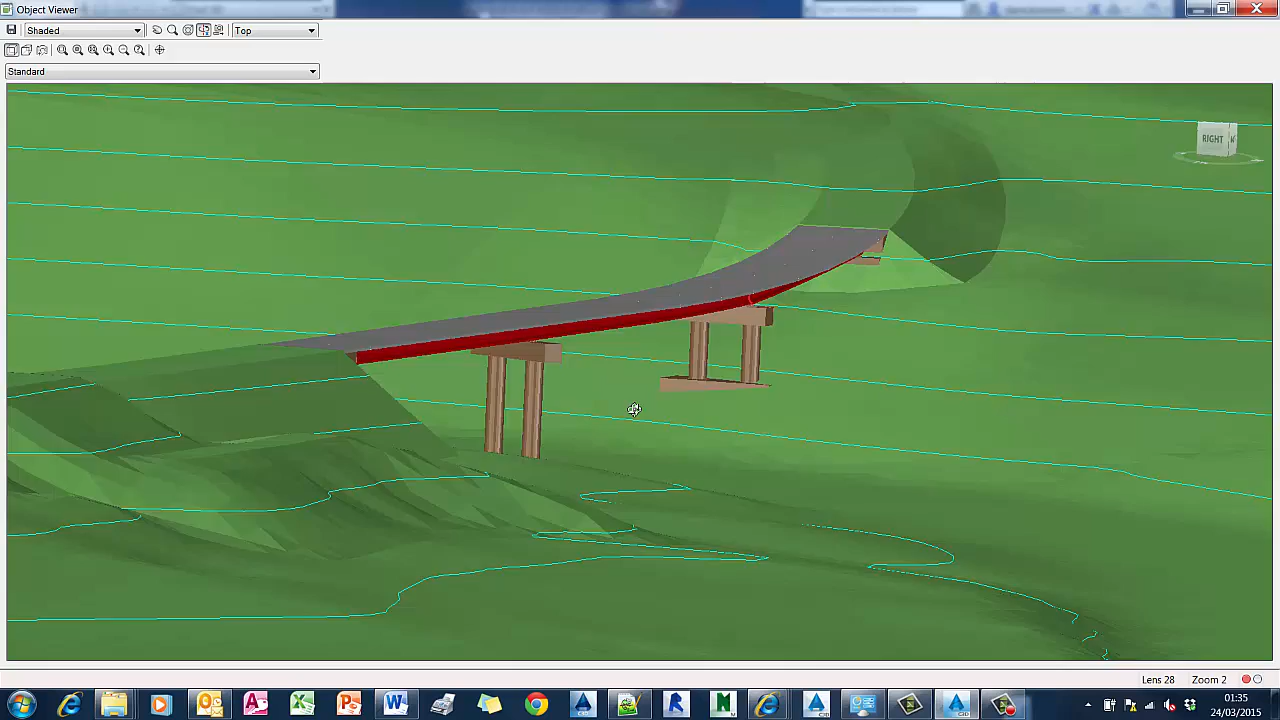 Object Viewer
Shaded
Top
Standard
RIGHT
Lens 28
Zoom 2
01:35
24/03/2015